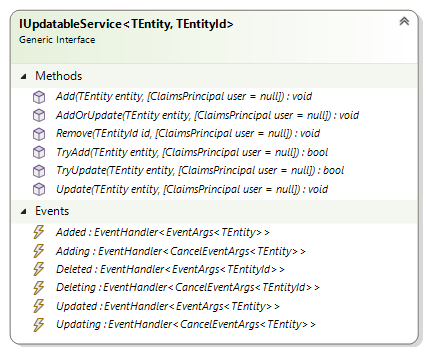 IUpdatableService<TEntity, TEntityId>
Generic Interface
Methods
Add(TEntity entity, [ClaimsPrincipal user = null]) : void
AddOrUpdate(TEntity entity, [ClaimsPrincipal user = null]) : void
Remove(TEntityId id, [ClaimsPrincipal user = null]) : void
TryAdd(TEntity entity, [ClaimsPrincipal user = null]) : bool
TryUpdate(TEntity entity, [ClaimsPrincipal user = null]) : bool
Update(TEntity entity, [ClaimsPrincipal user = null]) : void
Events
Added : EventHandler<EventArgs<TEntity>>
Adding : EventHandler<CancelEventArgs<TEntity>>
Deleted : EventHandler<EventArgs<TEntityId>>
Deleting : EventHandler<CancelEventArgs<TEntityId>>
Updated : EventHandler<EventArgs<TEntity>>
Updating : EventHandler<CancelEventArgs<TEntity>>